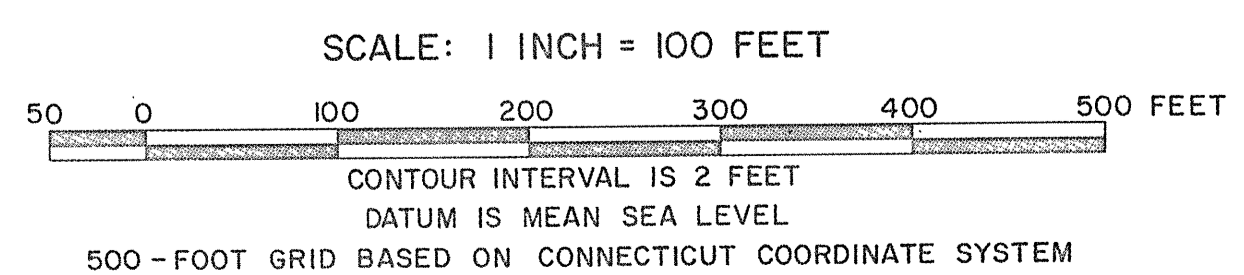 SCALE: 1 INCH = 100 FEET
50 0 100 200 300 400 500 FEET
CONTOUR INTERVAL IS 2 FEET
DATUM IS MEAN SEA LEVEL
500-FOOT GRID BASED ON CONNECTICUT COORDINATE SYSTEM